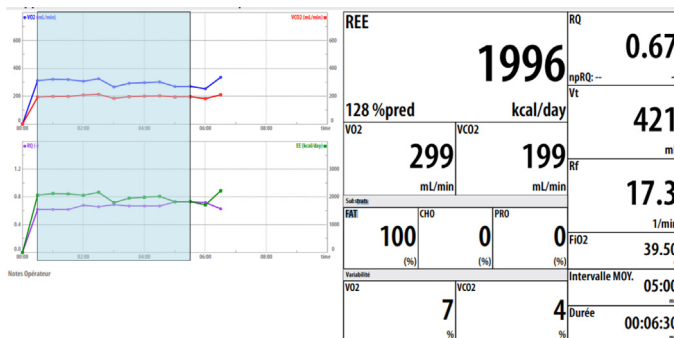 VO2 (mL/min)
VCO2 (mL/min)
600
600
400
400
200
200
0
0
00:00
02:00
04:00
06:00
08:00
time
RQ (-)
EE (kcal/day)
1.2
3000
0.8
2000
0.4
1000
0.0
0
00:00
02:00
04:00
06:00
08:00
time
Notes Opérateur
REE
1996
128 %pred
kcal/day
VO2
299
mL/min
VCO2
199
mL/min
Substrats
FAT
100
(%)
CHO
0
(%)
PRO
0
(%)
Variabilité
VO2
7
%
VCO2
4
%
RQ
0.67
npRQ: --
Vt
421
Rf
17.3
1/min
FiO2
39.50
Intervalle MOY.
05:00
Durée
00:06:30